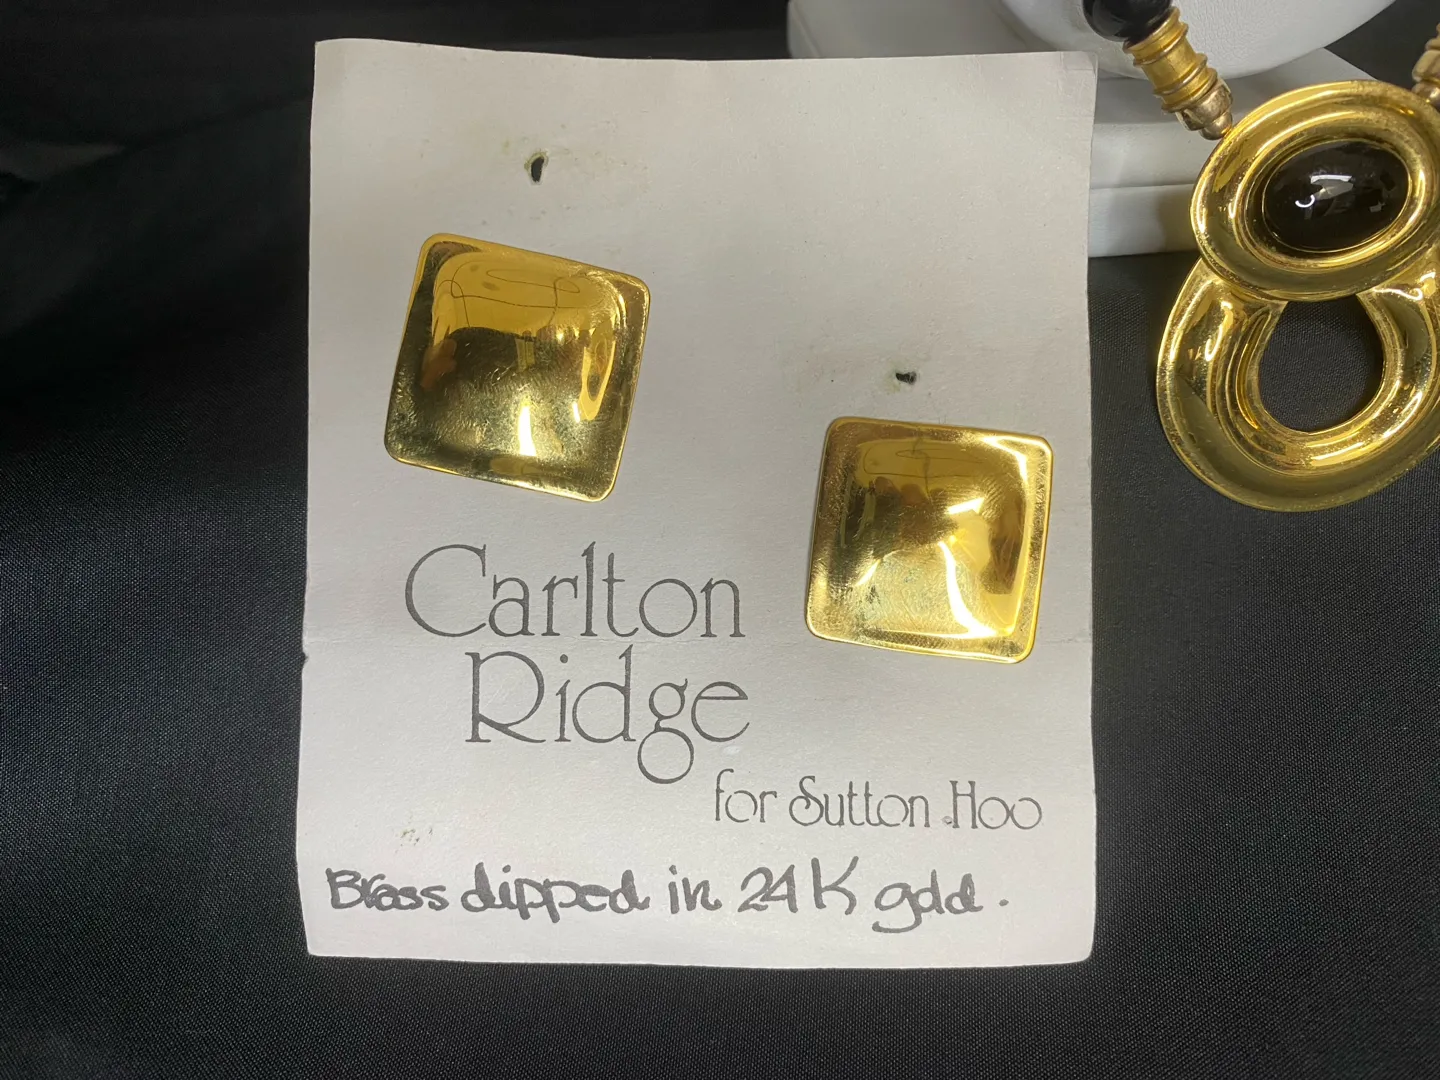 Carlton
Ridge
for Sutton Hoo
Brass dipped in 24K gold.